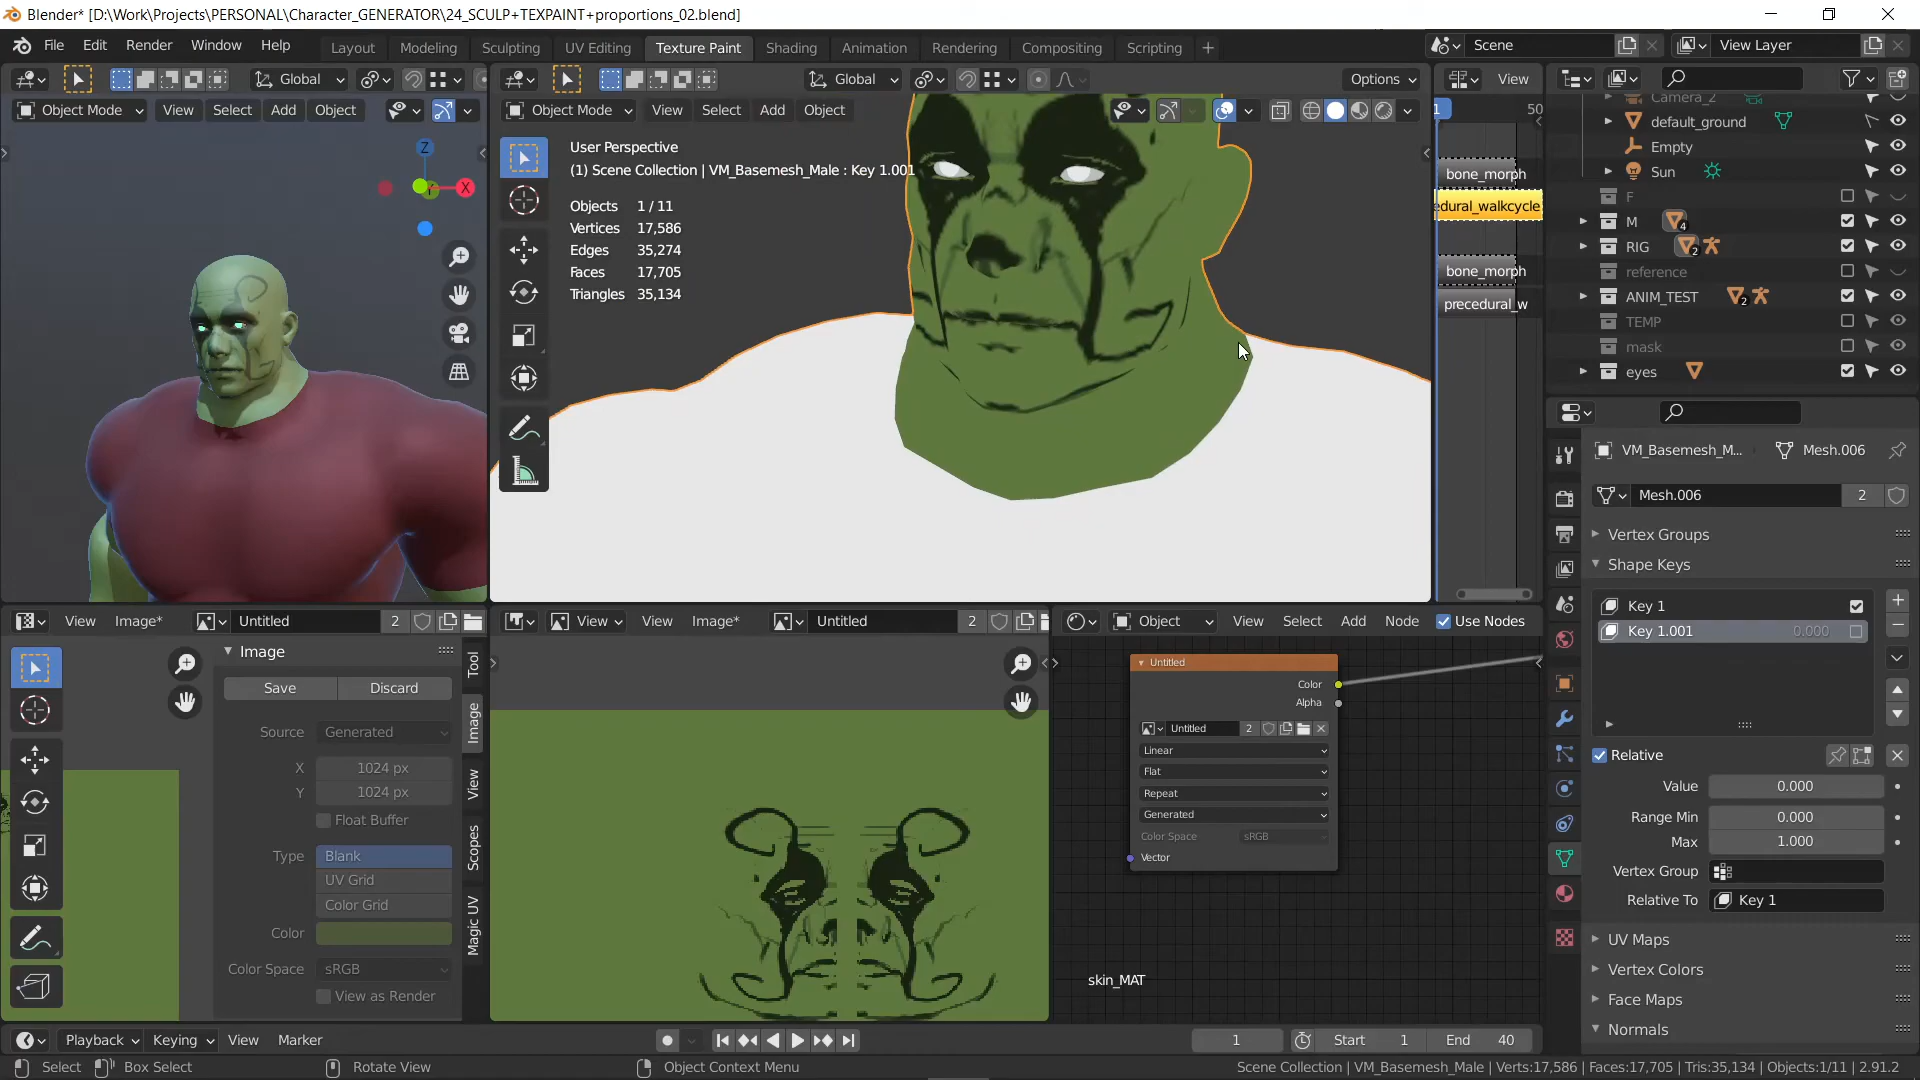 Blender* [D:\Work\Projects\PERSONAL\Character_GENERATOR\24_SCULP+TEXPAINT+proportions_02.blend]
File Edit Render Window Help Layout Modeling Sculpting UV Editing Texture Paint Shading Animation Rendering Compositing Scripting + Scene View Layer
Global Global Options View
Object Mode View Select Add Object Object Mode View Select Add Object 1 50
Camera_2
default_ground
Empty
Sun
F
M 4
RIG 2
reference
ANIM_TEST 2
TEMP
mask
eyes
Z
X
Y
User Perspective
(1) Scene Collection | VM_Basemesh_Male : Key 1.001
Objects 1 / 11
Vertices 17,586
Edges 35,274
Faces 17,705
Triangles 35,134
bone_morph
edural_walkcycle
bone_morph
precedural_w
VM_Basemesh_M... Mesh.006
Mesh.006 2
Vertex Groups
Shape Keys
Key 1
Key 1.001 0.000
Relative
Value 0.000
Range Min 0.000
Max 1.000
Vertex Group
Relative To Key 1
UV Maps
Vertex Colors
Face Maps
Normals
View Image* Untitled 2
Image
Save Discard
Source Generated
X 1024 px
Y 1024 px
Float Buffer
Type Blank
UV Grid
Color Grid
Color
Color Space sRGB
View as Render
Tool
Image
View
Scopes
Magic UV
View View Image* Untitled 2
Object View Select Add Node Use Nodes
Untitled
Color
Alpha
Untitled 2
Linear
Flat
Repeat
Generated
Color Space sRGB
Vector
skin_MAT
Playback Keying View Marker 1 Start 1 End 40
Select Box Select Rotate View Object Context Menu Scene Collection | VM_Basemesh_Male | Verts:17,586 | Faces:17,705 | Tris:35,134 | Objects:1/11 | 2.91.2